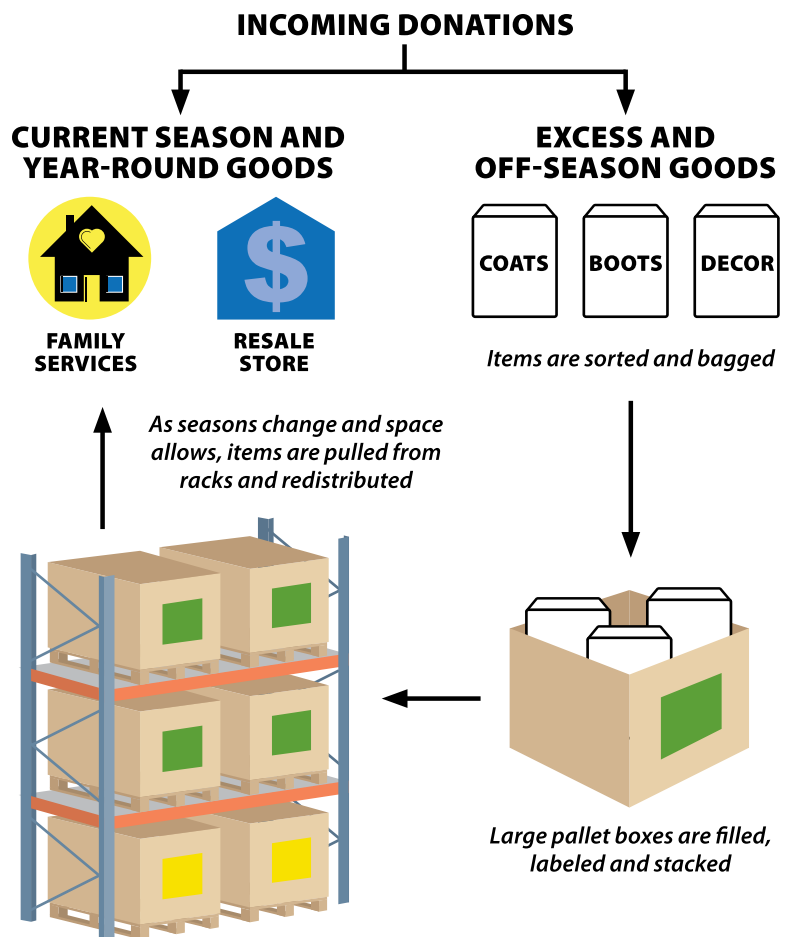 INCOMING DONATIONS
CURRENT SEASON AND
YEAR-ROUND GOODS
EXCESS AND
OFF-SEASON GOODS
$
COATS
BOOTS
DECOR
FAMILY
SERVICES
RESALE
STORE
Items are sorted and bagged
As seasons change and space
allows, items are pulled from
racks and redistributed
Large pallet boxes are filled,
labeled and stacked